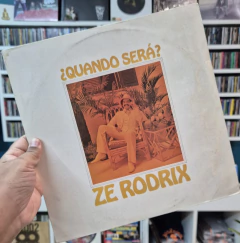 ¿QUANDO SERÁ?
ZE RODRIX